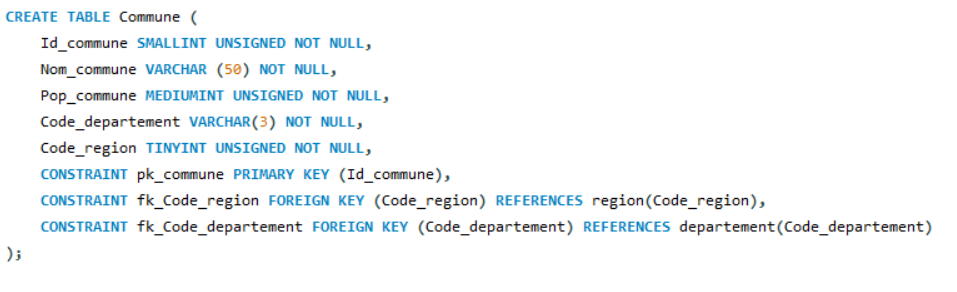 CREATE TABLE Commune (
    Id_commune SMALLINT UNSIGNED NOT NULL,
    Nom_commune VARCHAR (50) NOT NULL,
    Pop_commune MEDIUMINT UNSIGNED NOT NULL,
    Code_departement VARCHAR(3) NOT NULL,
    Code_region TINYINT UNSIGNED NOT NULL,
    CONSTRAINT pk_commune PRIMARY KEY (Id_commune),
    CONSTRAINT fk_Code_region FOREIGN KEY (Code_region) REFERENCES region(Code_region),
    CONSTRAINT fk_Code_departement FOREIGN KEY (Code_departement) REFERENCES departement(Code_departement)
);